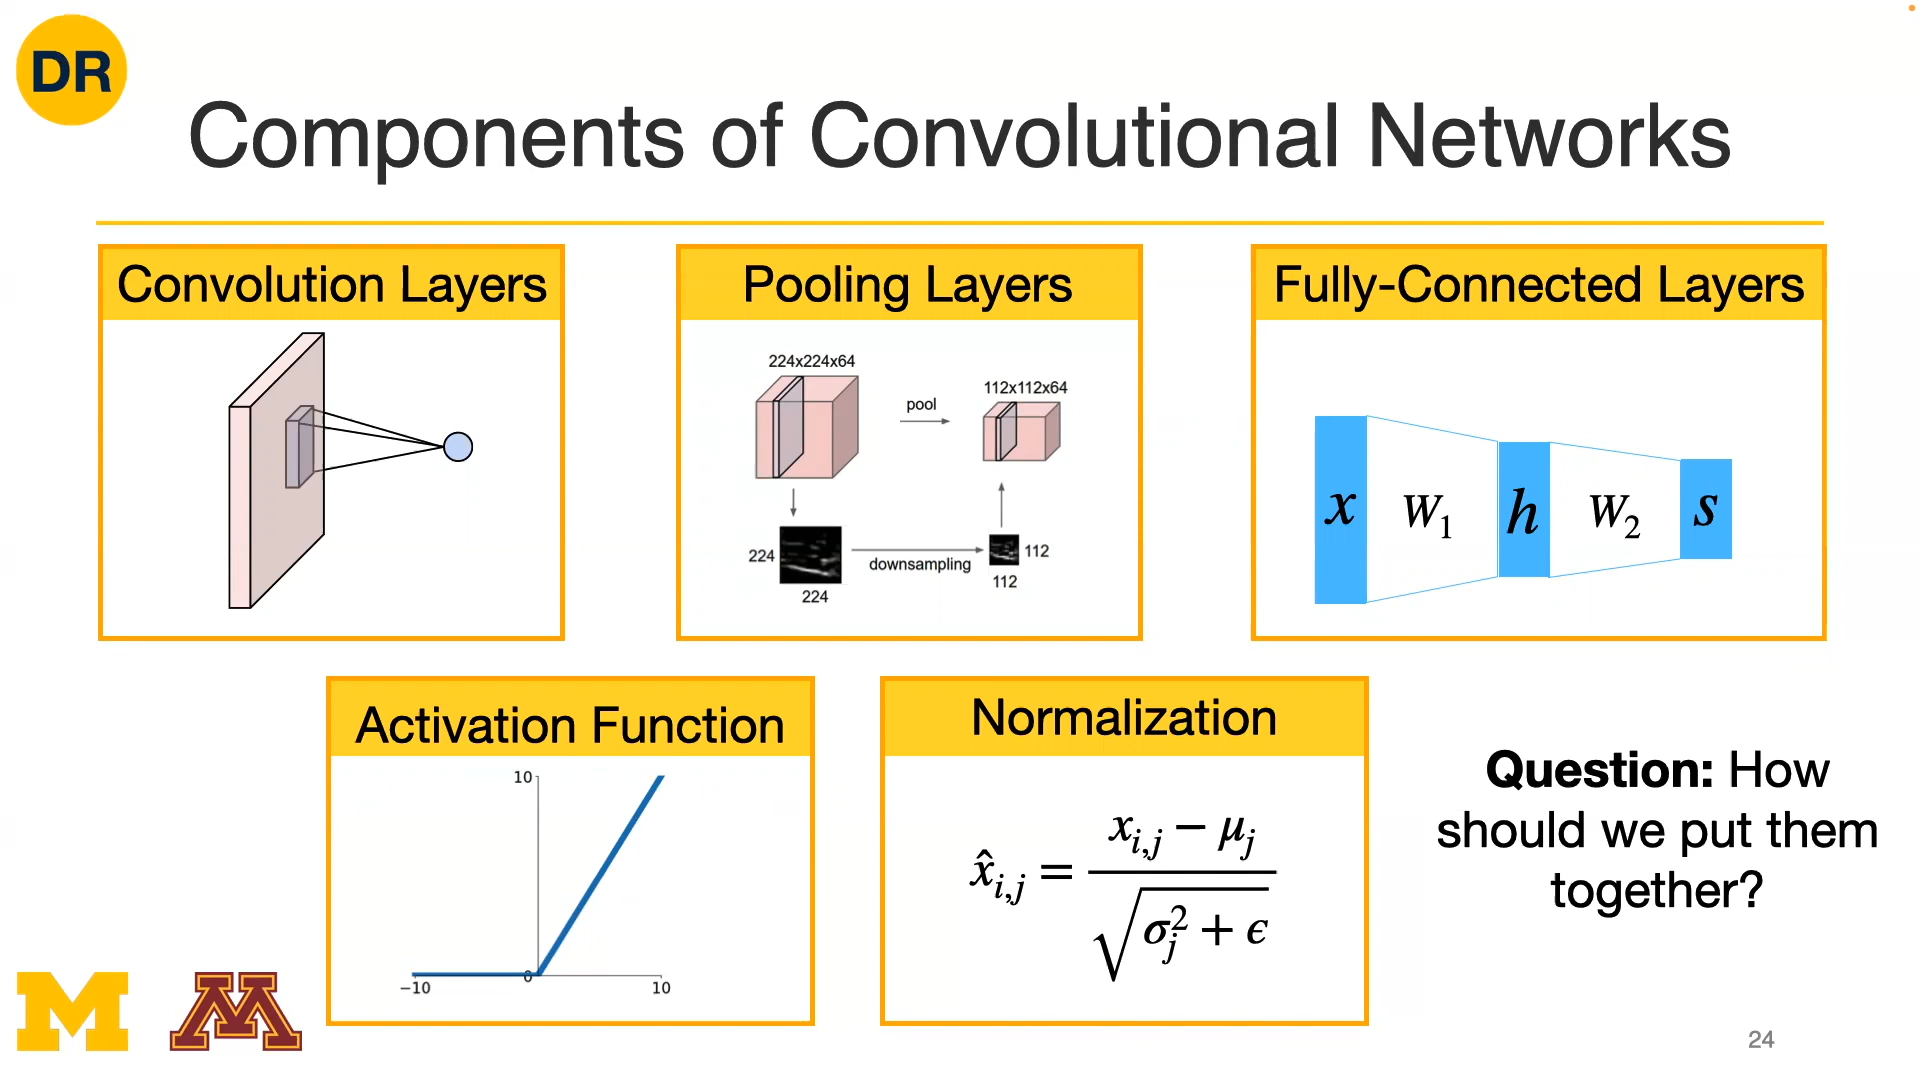 DR
Components of Convolutional Networks
Convolution Layers
Pooling Layers
224x224x64
pool
112x112x64
224
224
downsampling
112
112
Fully-Connected Layers
x W₁ h W₂ s
Activation Function
10
0
−10
10
Normalization
x̂ᵢ,ⱼ = (xᵢ,ⱼ − μⱼ) / √(σⱼ² + ϵ)
Question: How
should we put them
together?
M
M
24